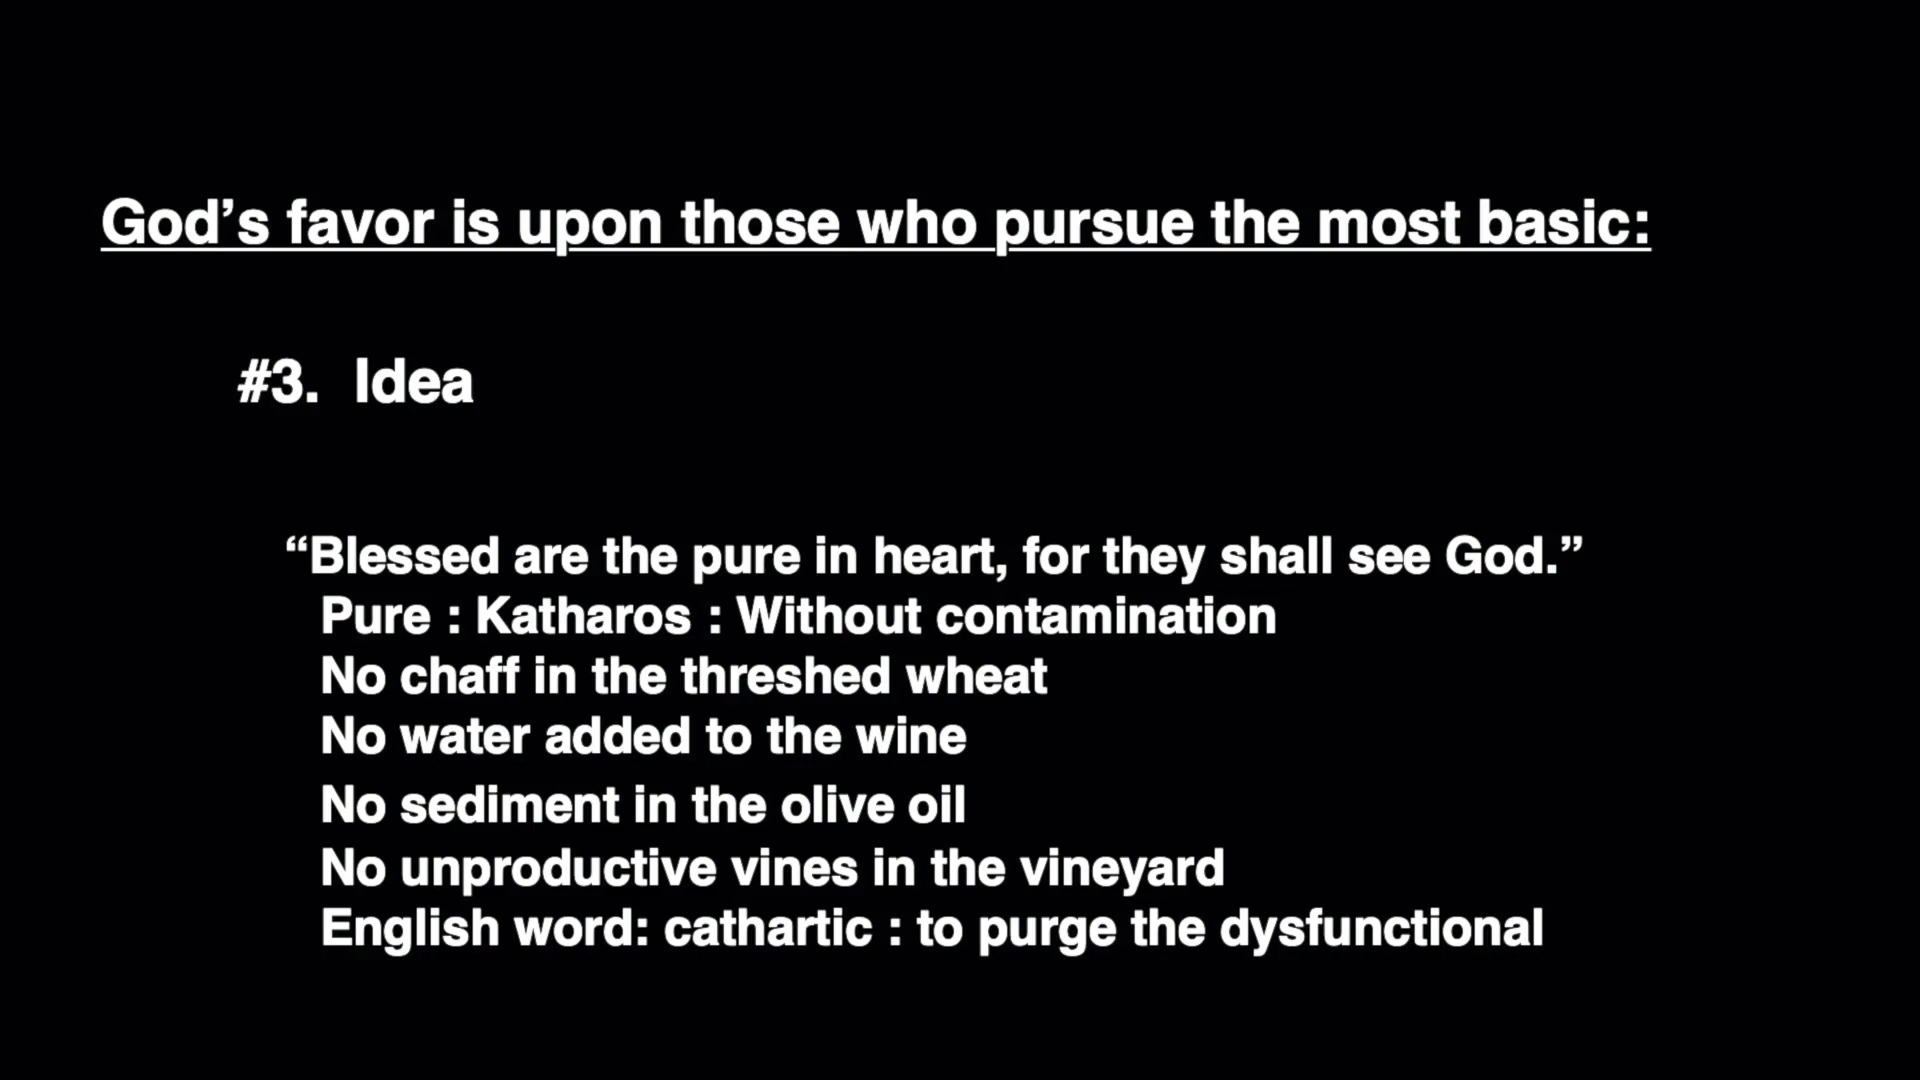 God’s favor is upon those who pursue the most basic:
#3. Idea
“Blessed are the pure in heart, for they shall see God.”
Pure : Katharos : Without contamination
No chaff in the threshed wheat
No water added to the wine
No sediment in the olive oil
No unproductive vines in the vineyard
English word: cathartic : to purge the dysfunctional